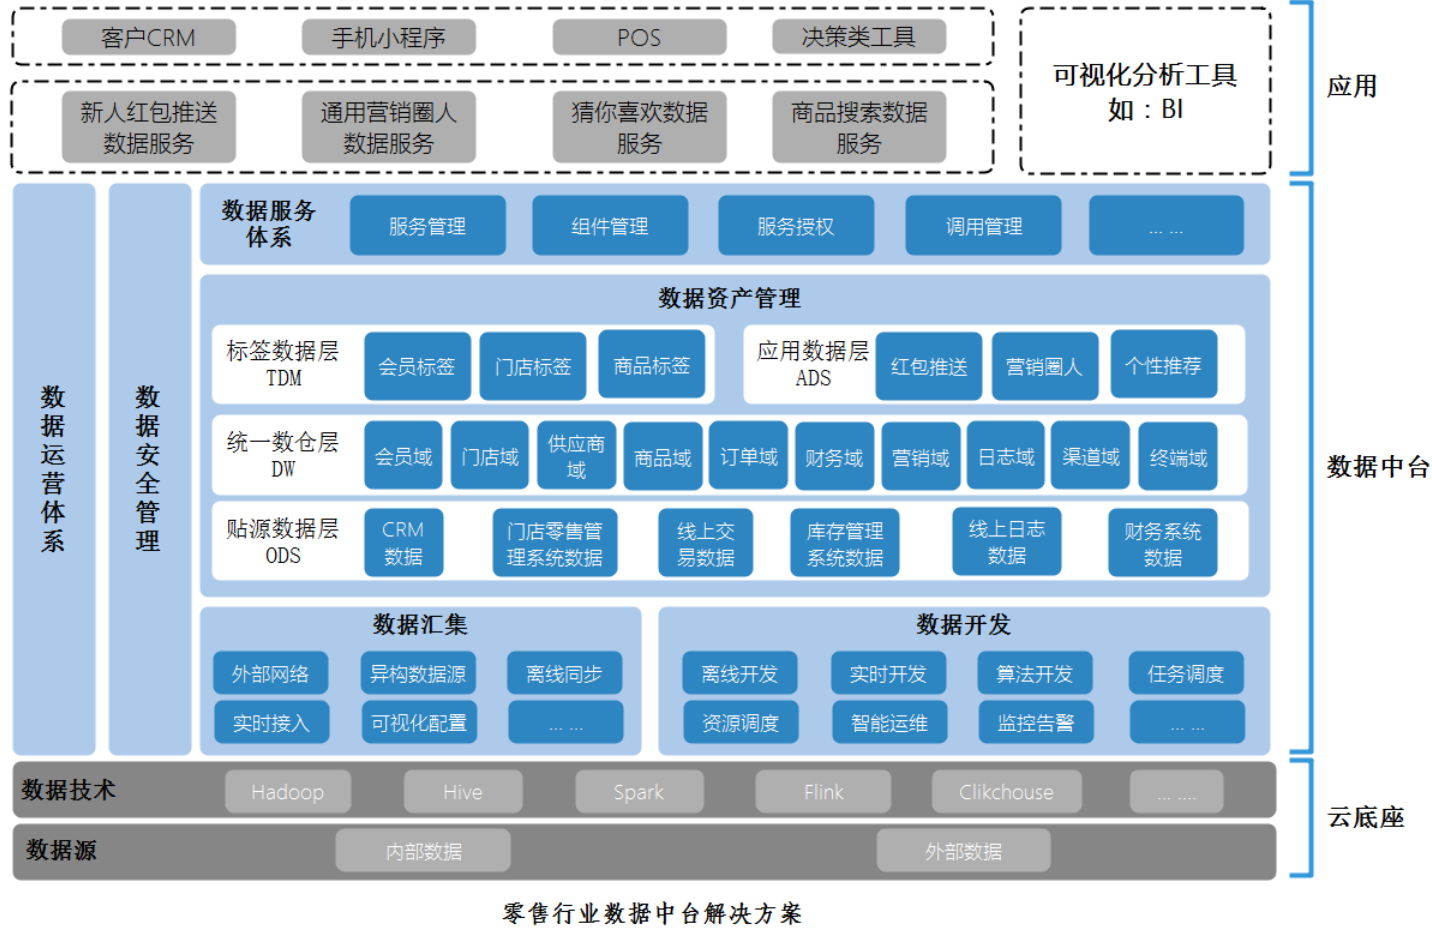 客户CRM
手机小程序
POS
决策类工具
新人红包推送
数据服务
通用营销圈人
数据服务
猜你喜欢数据
服务
商品搜索数据
服务
可视化分析工具
如：BI
应用
数据运营体系
数据安全管理
数据服务
体系
服务管理
组件管理
服务授权
调用管理
... ...
数据资产管理
标签数据层
TDM
会员标签
门店标签
商品标签
应用数据层
ADS
红包推送
营销圈人
个性推荐
统一数仓层
DW
会员域
门店域
供应商
域
商品域
订单域
财务域
营销域
日志域
渠道域
终端域
贴源数据层
ODS
CRM
数据
门店零售管
理系统数据
线上交
易数据
库存管理
系统数据
线上日志
数据
财务系统
数据
数据中台
数据汇集
外部网络
异构数据源
离线同步
实时接入
可视化配置
... ...
数据开发
离线开发
实时开发
算法开发
任务调度
资源调度
智能运维
监控告警
... ...
数据技术
Hadoop
Hive
Spark
Flink
Clikchouse
... ....
数据源
内部数据
外部数据
云底座
零售行业数据中台解决方案